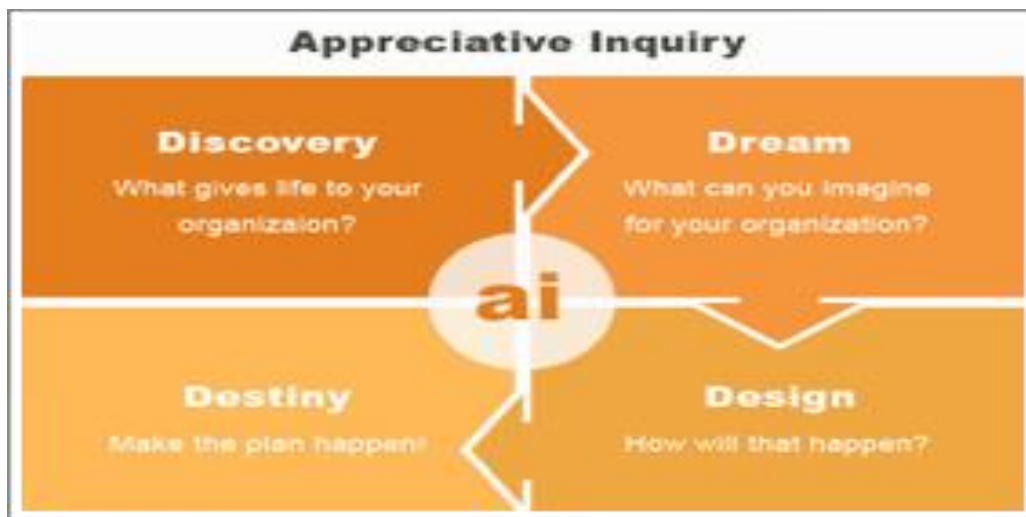 Appreciative Inquiry
Discovery
What gives life to your
organizaion?
Dream
What can you imagine
for your organization?
ai
Destiny
Make the plan happen!
Design
How will that happen?